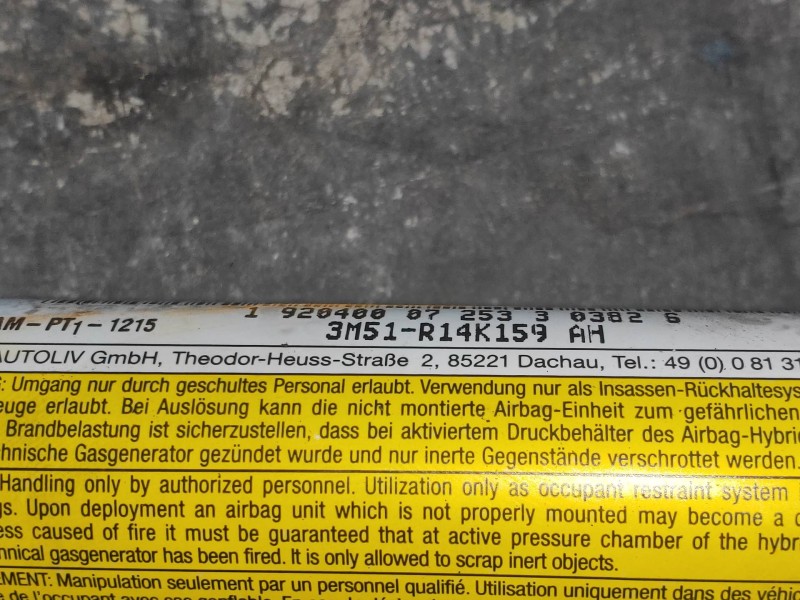 1 920400 07 253 3 0382 6
AM-PT1-1215
3M51-R14K159 AH
AUTOLIV GmbH, Theodor-Heuss-Straße 2, 85221 Dachau, Tel.: 49 (0) 0 81 31
: Umgang nur durch geschultes Personal erlaubt. Verwendung nur als Insassen-Rückhaltesys
euge erlaubt. Bei Auslösung kann die nicht montierte Airbag-Einheit zum gefährlichen
Brandbelastung ist sicherzustellen, dass bei aktiviertem Druckbehälter des Airbag-Hybri
chnische Gasgenerator gezündet wurde und nur inerte Gegenstände verschrottet werden.
Handling only by authorized personnel. Utilization only as occupant restraint system
gs. Upon deployment an airbag unit which is not properly mounted may become a d
ess caused of fire it must be guaranteed that at active pressure chamber of the hybr
hnical gasgenerator has been fired. It is only allowed to scrap inert objects.
EMENT: Manipulation seulement par un personnel qualifié. Utilisation uniquement dans des véhic
de l'occupant avec